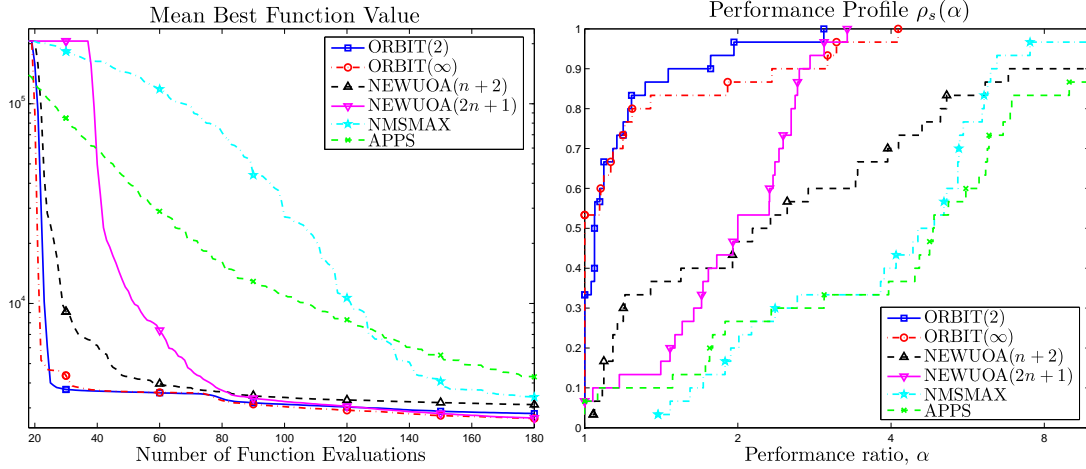 Mean Best Function Value
10^5
10^4
ORBIT(2)
ORBIT(∞)
NEWUOA(n + 2)
NEWUOA(2n + 1)
NMSMAX
APPS
20 40 60 80 100 120 140 160 180
Number of Function Evaluations
Performance Profile ρ_s(α)
1
0.9
0.8
0.7
0.6
0.5
0.4
0.3
0.2
0.1
0
ORBIT(2)
ORBIT(∞)
NEWUOA(n + 2)
NEWUOA(2n + 1)
NMSMAX
APPS
1 2 4 8
Performance ratio, α